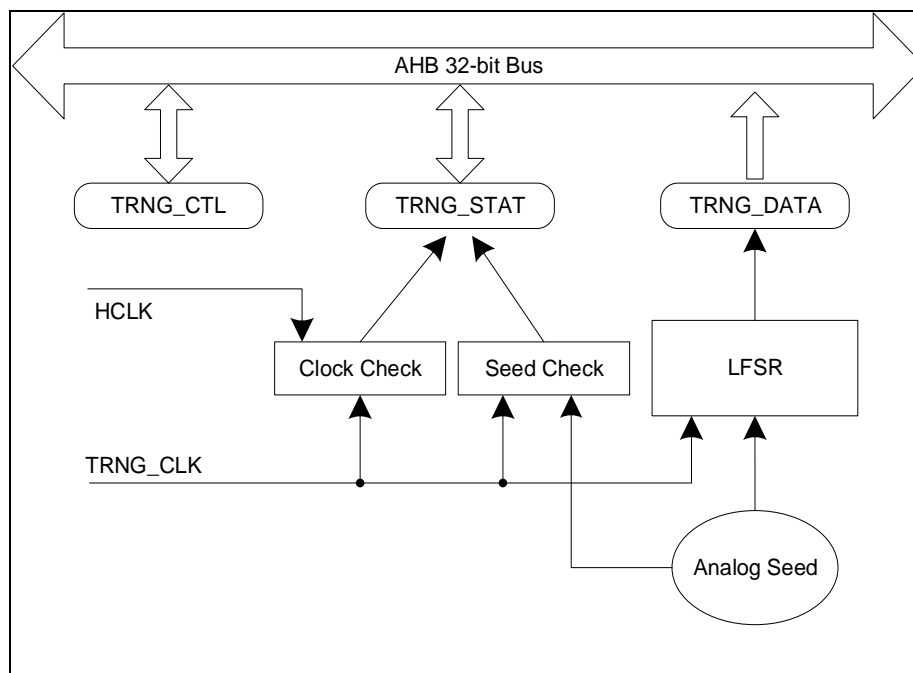 AHB 32-bit Bus
TRNG_CTL
TRNG_STAT
TRNG_DATA
HCLK
Clock Check
Seed Check
LFSR
TRNG_CLK
Analog Seed